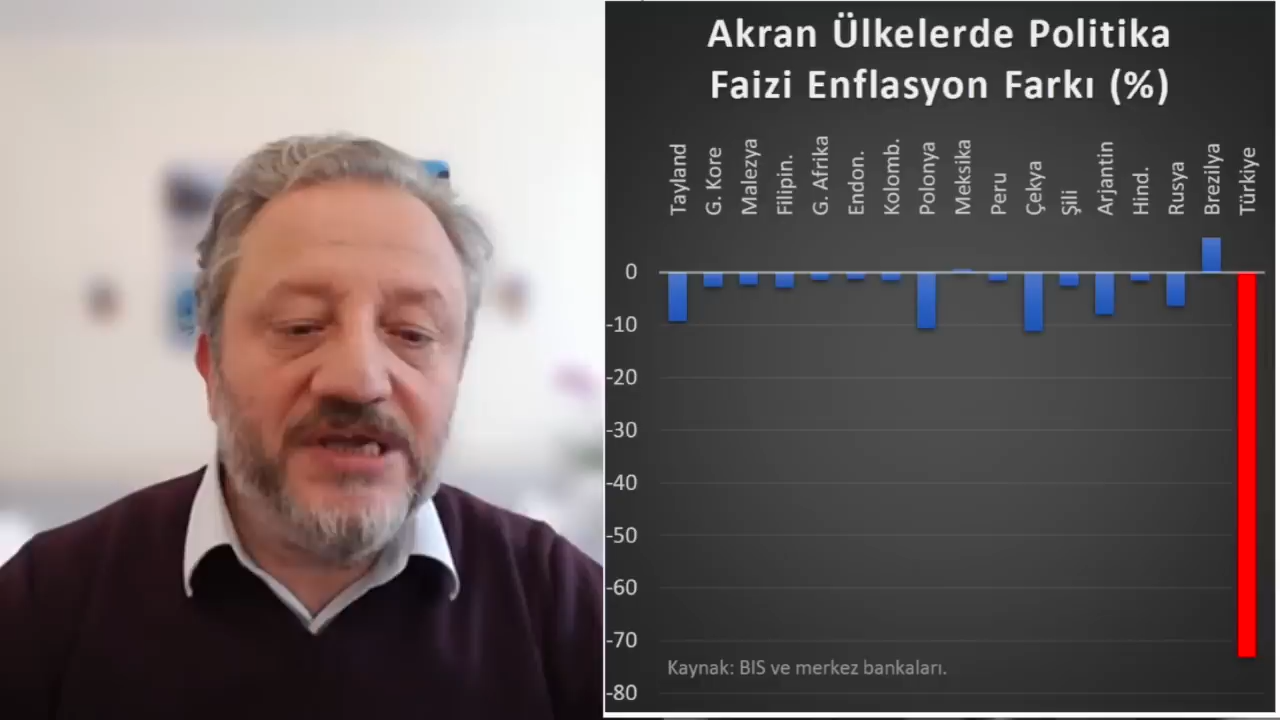 Akran Ülkelerde Politika
Faizi Enflasyon Farkı (%)
Tayland
G. Kore
Malezya
Filipin.
G. Afrika
Endon.
Kolomb.
Polonya
Meksika
Peru
Çekya
Şili
Arjantin
Hind.
Rusya
Brezilya
Türkiye
0
-10
-20
-30
-40
-50
-60
-70
-80
Kaynak: BIS ve merkez bankaları.